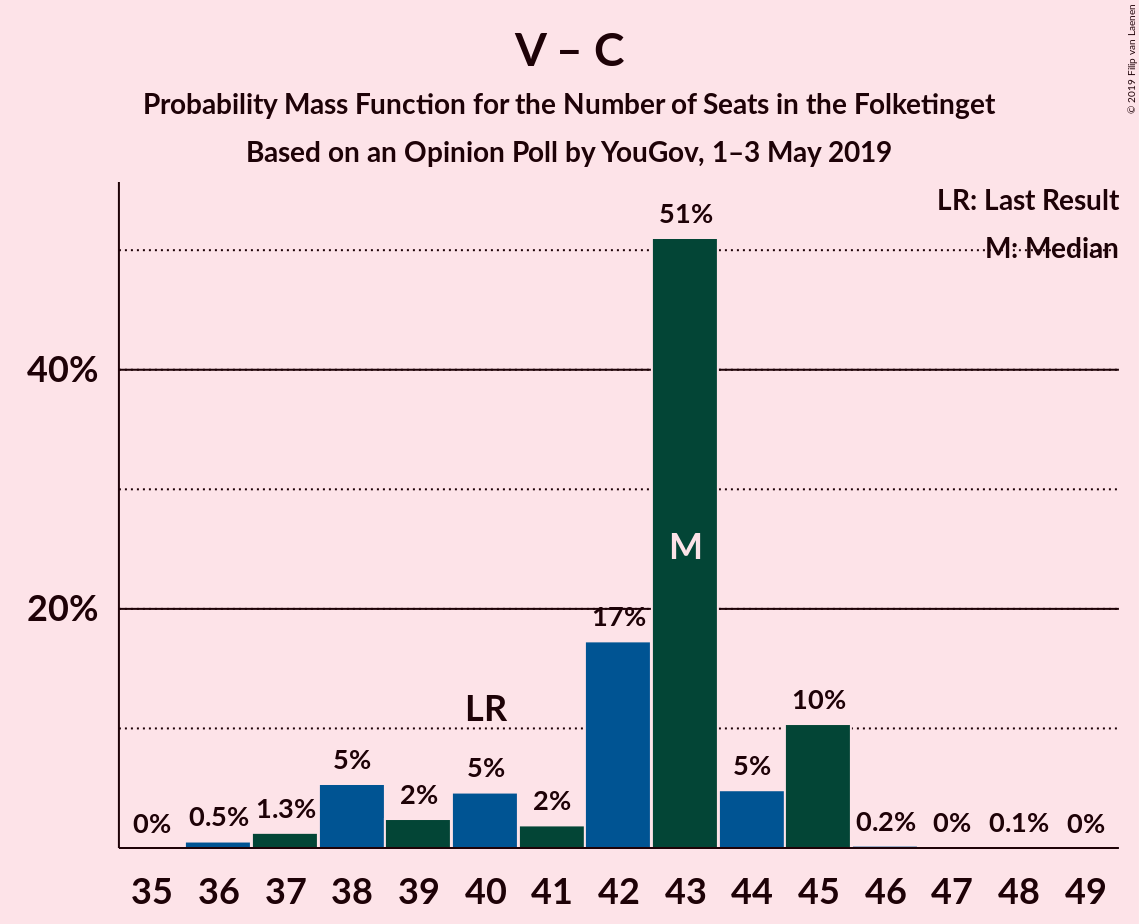 V – C
Probability Mass Function for the Number of Seats in the Folketinget
Based on an Opinion Poll by YouGov, 1–3 May 2019
© 2019 Filip van Laenen
LR: Last Result
M: Median
51%
40%
M
20%
17%
LR
10%
5%
5%
5%
2%
2%
1.3%
0.5%
0%
0.2%
0%
0.1%
0%
35 36 37 38 39 40 41 42 43 44 45 46 47 48 49